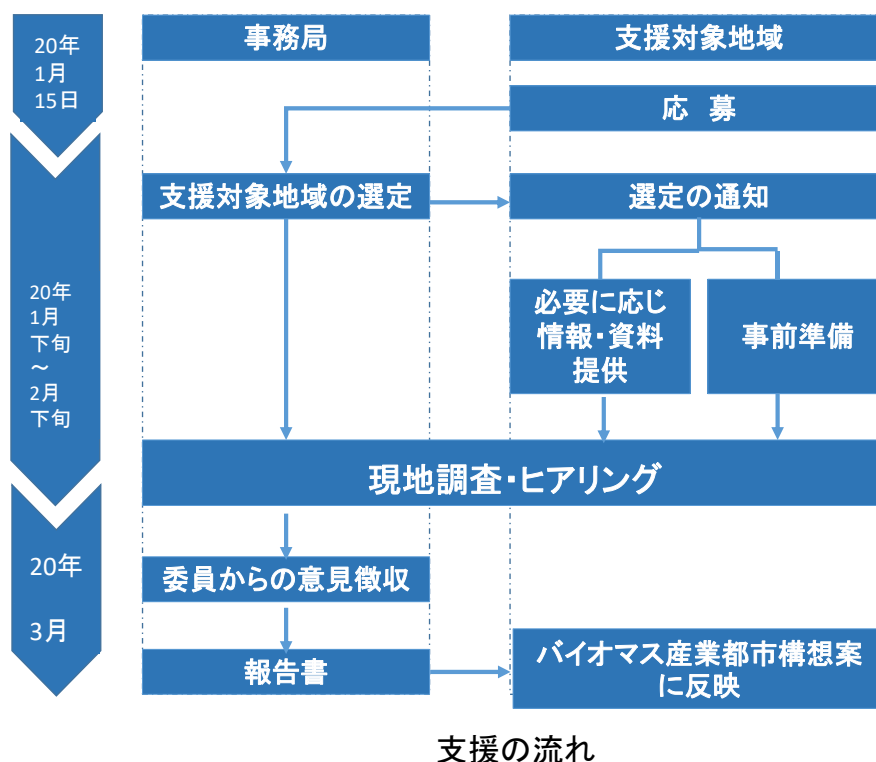 20年
1月
15日
事務局
支援対象地域
応　募
支援対象地域の選定
選定の通知
20年
1月
下旬
～
2月
下旬
必要に応じ
情報・資料
提供
事前準備
現地調査・ヒアリング
20年
3月
委員からの意見徴収
報告書
バイオマス産業都市構想案
に反映
支援の流れ